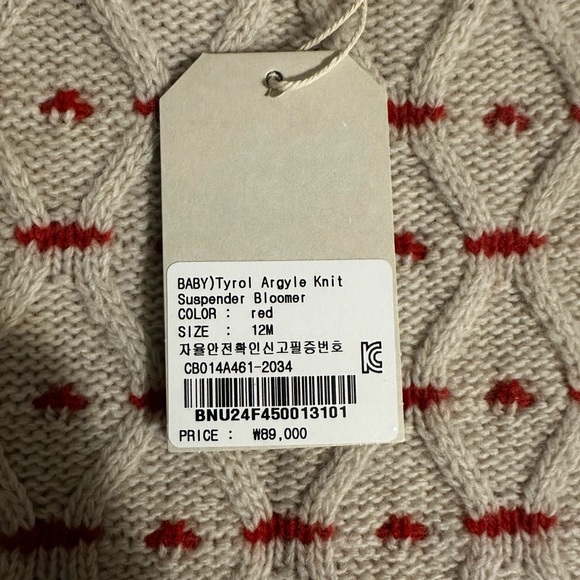 BABY)Tyrol Argyle Knit
Suspender Bloomer
COLOR : red
SIZE : 12M
자율안전확인신고필증번호
CB014A461-2034
BNU24F450013101
PRICE : ₩89,000